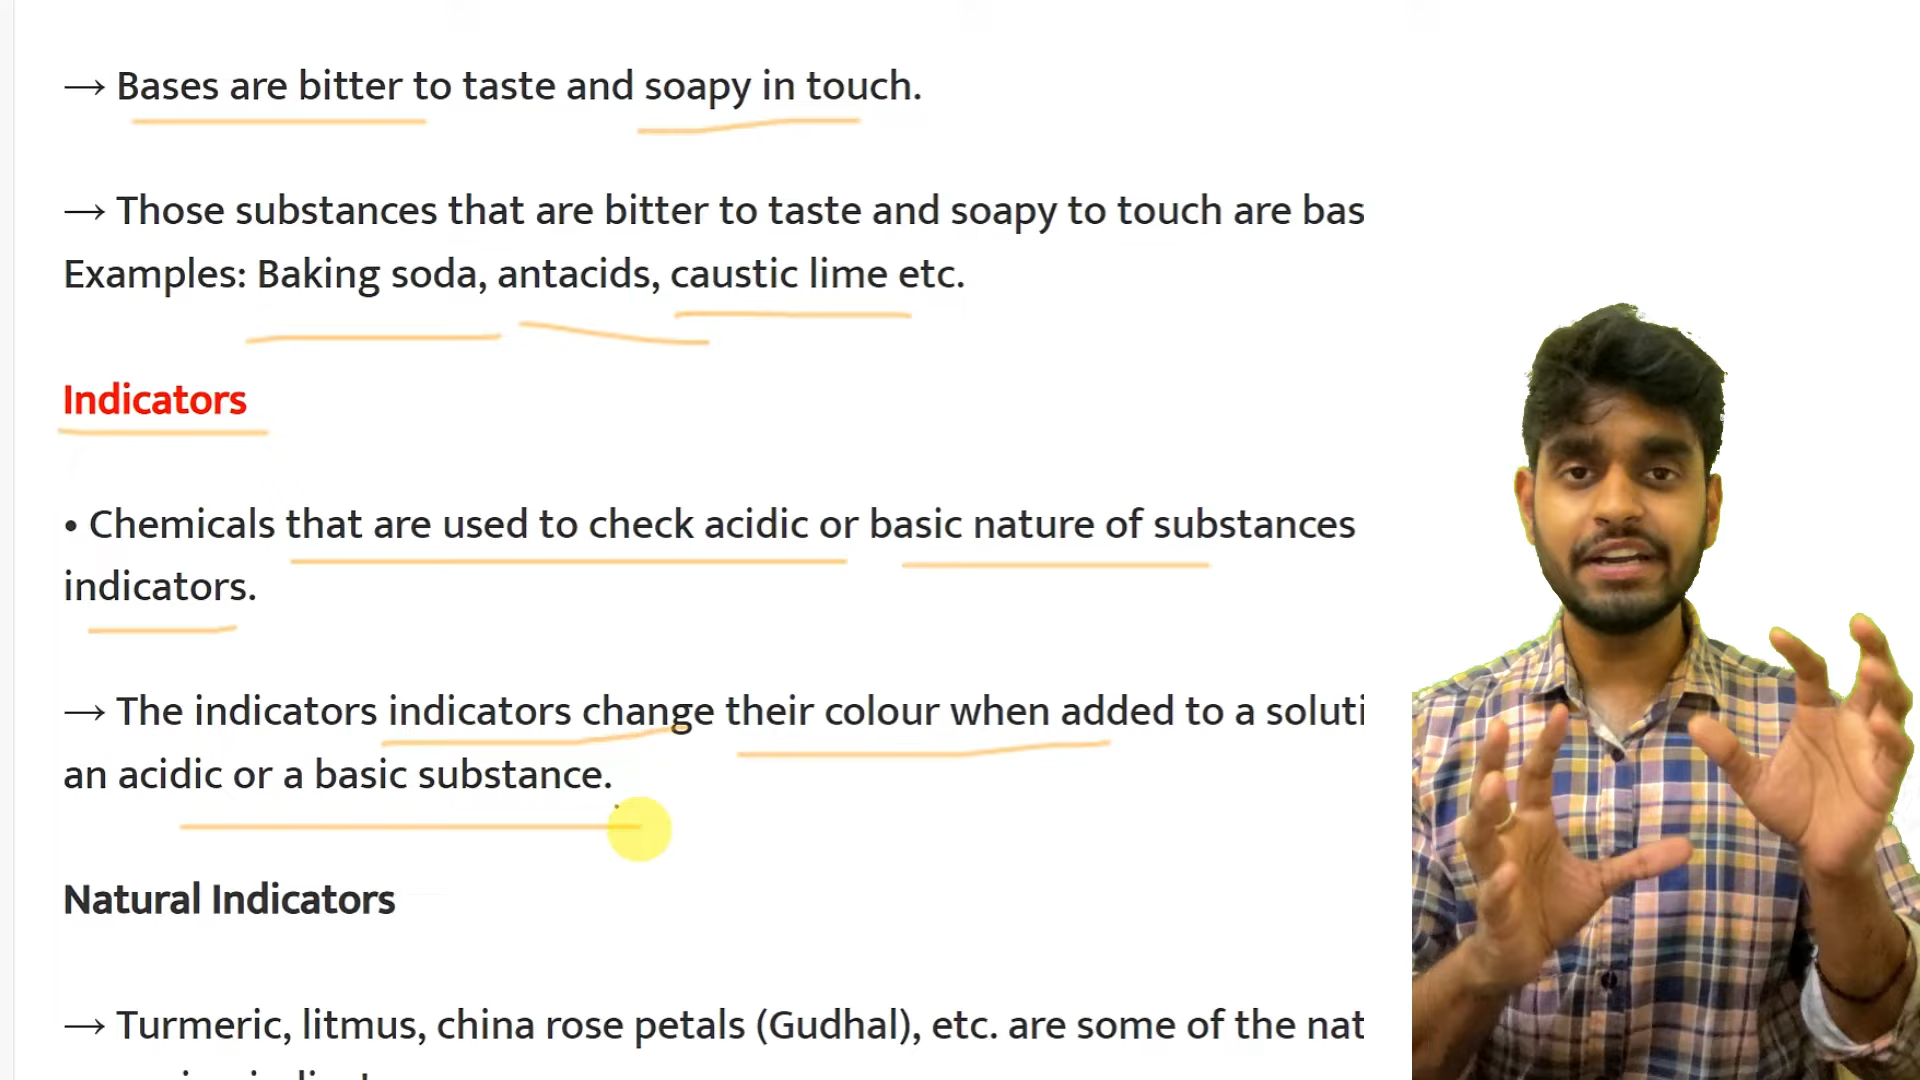 → Bases are bitter to taste and soapy in touch.
→ Those substances that are bitter to taste and soapy to touch are bas
Examples: Baking soda, antacids, caustic lime etc.
Indicators
• Chemicals that are used to check acidic or basic nature of substances
indicators.
→ The indicators indicators change their colour when added to a soluti
an acidic or a basic substance.
Natural Indicators
→ Turmeric, litmus, china rose petals (Gudhal), etc. are some of the nat